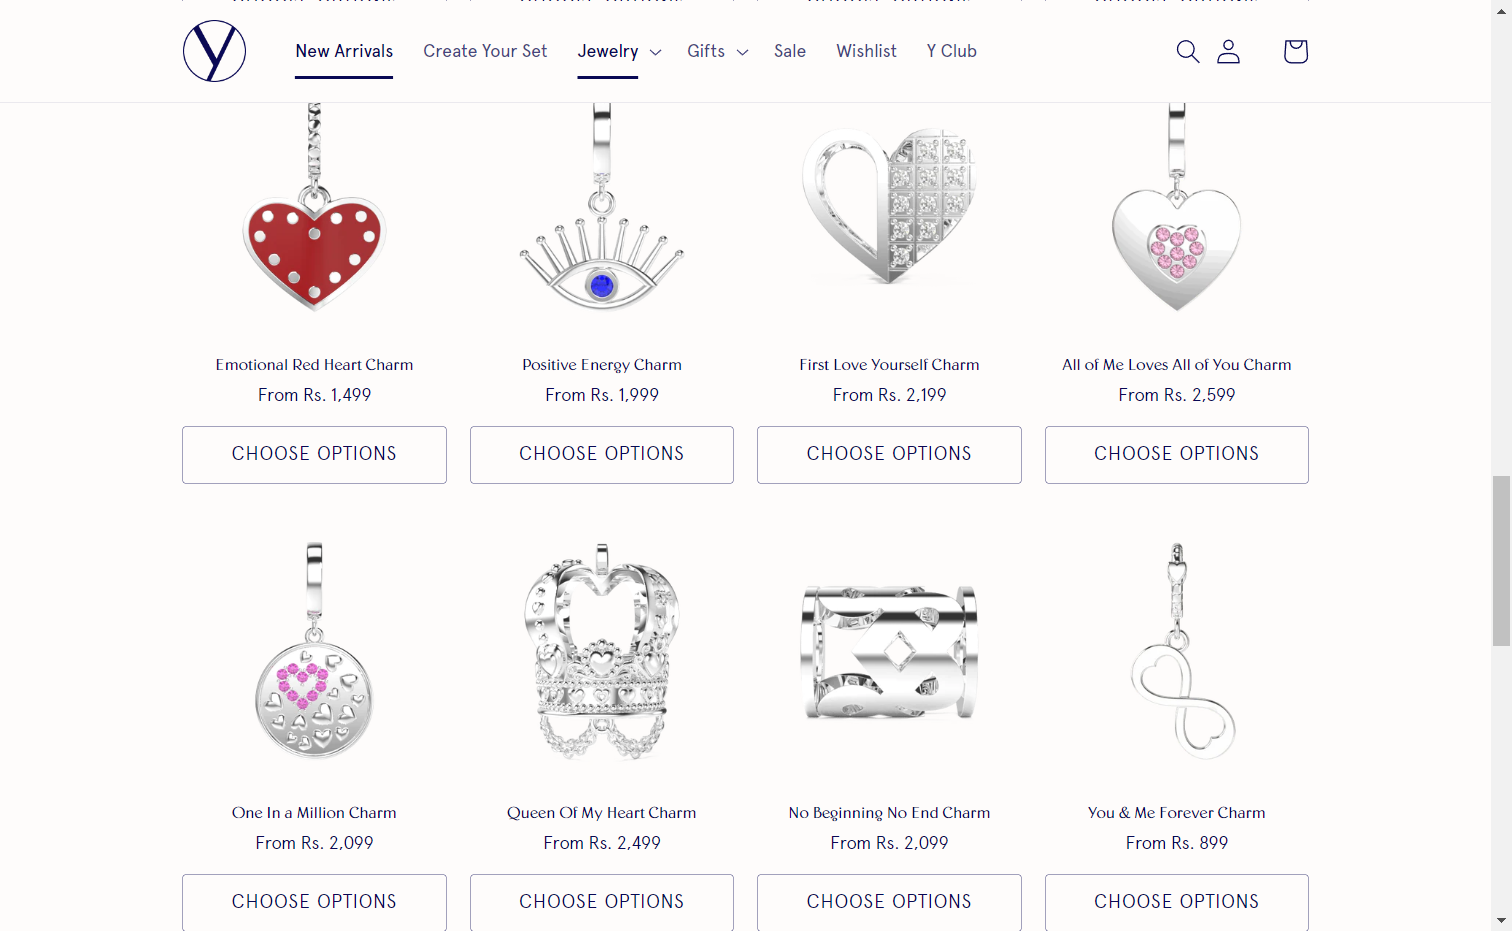 y
New Arrivals
Create Your Set
Jewelry
Gifts
Sale
Wishlist
Y Club
Emotional Red Heart Charm
From Rs. 1,499
CHOOSE OPTIONS
Positive Energy Charm
From Rs. 1,999
CHOOSE OPTIONS
First Love Yourself Charm
From Rs. 2,199
CHOOSE OPTIONS
All of Me Loves All of You Charm
From Rs. 2,599
CHOOSE OPTIONS
One In a Million Charm
From Rs. 2,099
CHOOSE OPTIONS
Queen Of My Heart Charm
From Rs. 2,499
CHOOSE OPTIONS
No Beginning No End Charm
From Rs. 2,099
CHOOSE OPTIONS
You & Me Forever Charm
From Rs. 899
CHOOSE OPTIONS